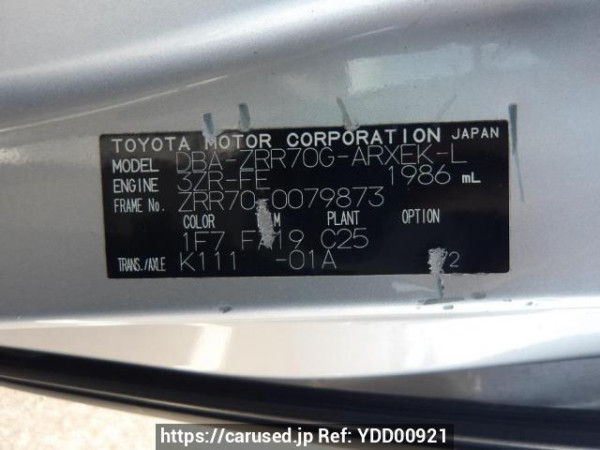 TOYOTA MOTOR CORPORATION JAPAN
MODEL DBA-ZRR70G-ARXEK-L
ENGINE 3ZR-FE 1986 mL
FRAME No. ZRR70-0079873
COLOR PLANT OPTION
1F7 19 C25
TRANS./AXLE K111 -01A
https://carused.jp Ref: YDD00921